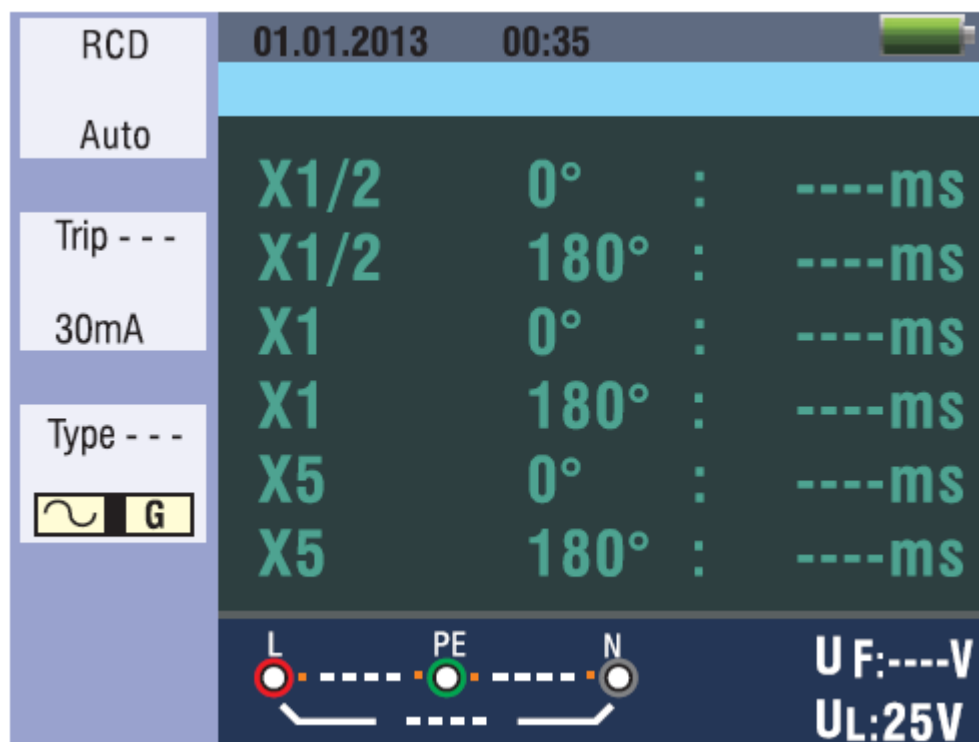 RCD
Auto
Trip - - -
30mA
Type - - -
G
01.01.2013 00:35
X1/2 0° : ----ms
X1/2 180° : ----ms
X1 0° : ----ms
X1 180° : ----ms
X5 0° : ----ms
X5 180° : ----ms
L PE N
----
UF:----V
UL:25V